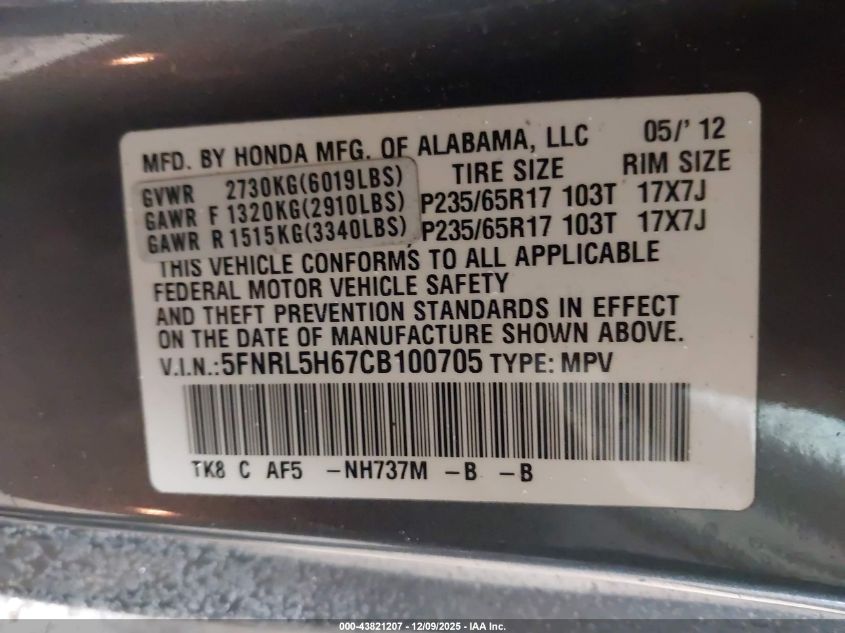 MFD. BY HONDA MFG. OF ALABAMA, LLC 05/' 12
GVWR 2730KG(6019LBS) TIRE SIZE RIM SIZE
GAWR F 1320KG(2910LBS) P235/65R17 103T 17X7J
GAWR R 1515KG(3340LBS) P235/65R17 103T 17X7J
THIS VEHICLE CONFORMS TO ALL APPLICABLE
FEDERAL MOTOR VEHICLE SAFETY
AND THEFT PREVENTION STANDARDS IN EFFECT
ON THE DATE OF MANUFACTURE SHOWN ABOVE.
V.I.N.:5FNRL5H67CB100705 TYPE: MPV
TK8 C AF5 -NH737M -B -B
000-43821207 - 12/09/2025 - IAA Inc.